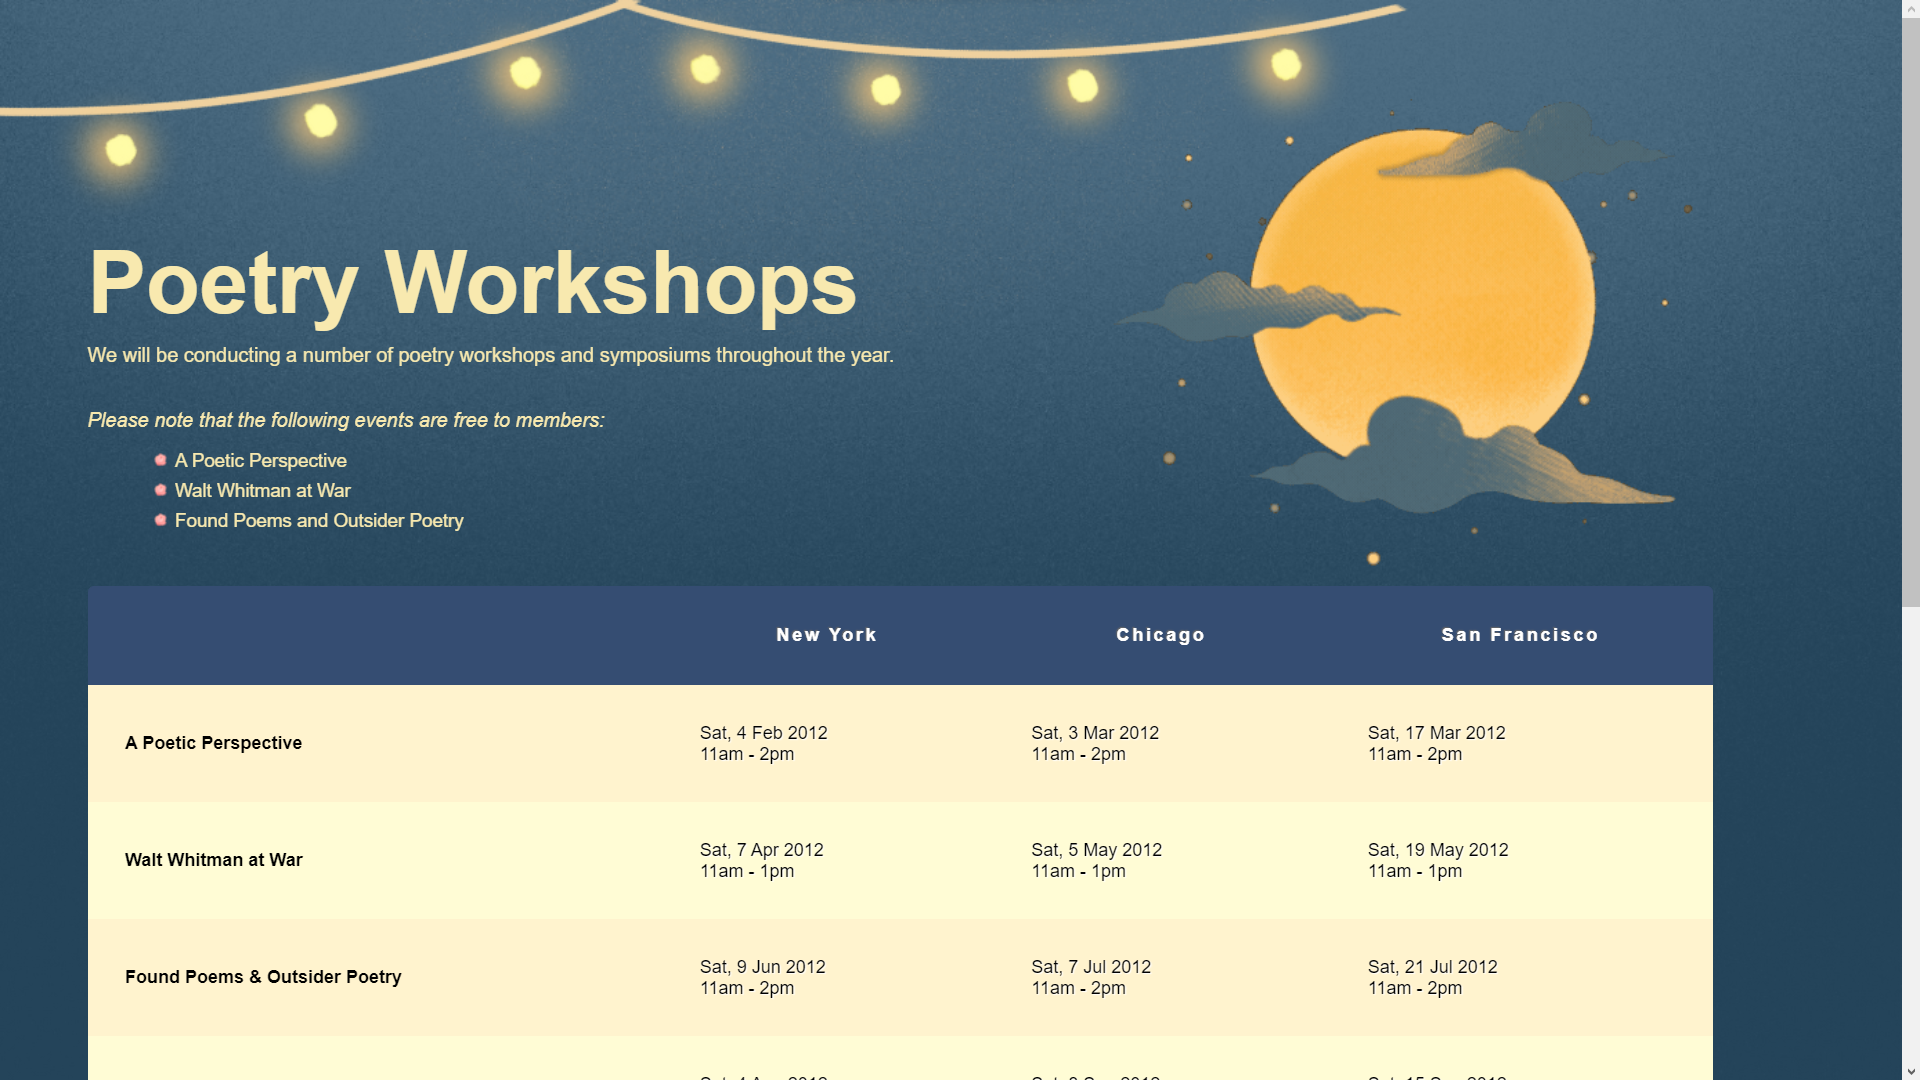 Poetry Workshops
We will be conducting a number of poetry workshops and symposiums throughout the year.
Please note that the following events are free to members:
A Poetic Perspective
Walt Whitman at War
Found Poems and Outsider Poetry
New York Chicago San Francisco
A Poetic Perspective
Sat, 4 Feb 2012
11am - 2pm
Sat, 3 Mar 2012
11am - 2pm
Sat, 17 Mar 2012
11am - 2pm
Walt Whitman at War
Sat, 7 Apr 2012
11am - 1pm
Sat, 5 May 2012
11am - 1pm
Sat, 19 May 2012
11am - 1pm
Found Poems & Outsider Poetry
Sat, 9 Jun 2012
11am - 2pm
Sat, 7 Jul 2012
11am - 2pm
Sat, 21 Jul 2012
11am - 2pm